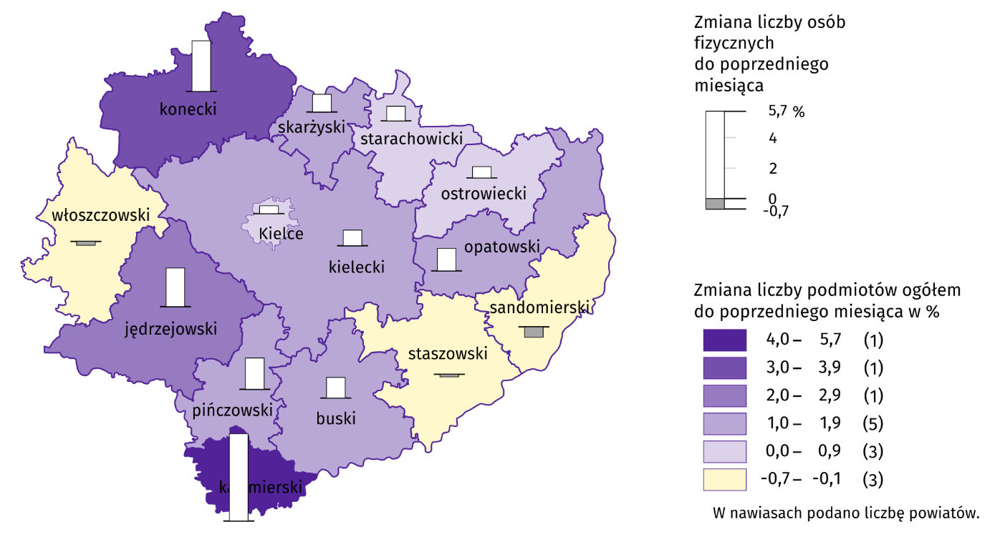 konecki
skarżyski
starachowicki
włoszczowski
ostrowiecki
Kielce
opatowski
kielecki
sandomierski
jędrzejowski
staszowski
pińczowski
buski
Zmiana liczby osób
fizycznych
do poprzedniego
miesiąca
5,7 %
4
2
0
-0,7
Zmiana liczby podmiotów ogółem
do poprzedniego miesiąca w %
4,0 – 5,7 (1)
3,0 – 3,9 (1)
2,0 – 2,9 (1)
1,0 – 1,9 (5)
0,0 – 0,9 (3)
-0,7 – -0,1 (3)
W nawiasach podano liczbę powiatów.